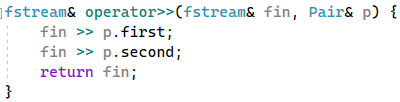 fstream& operator>>(fstream& fin, Pair& p) {
    fin >> p.first;
    fin >> p.second;
    return fin;
}